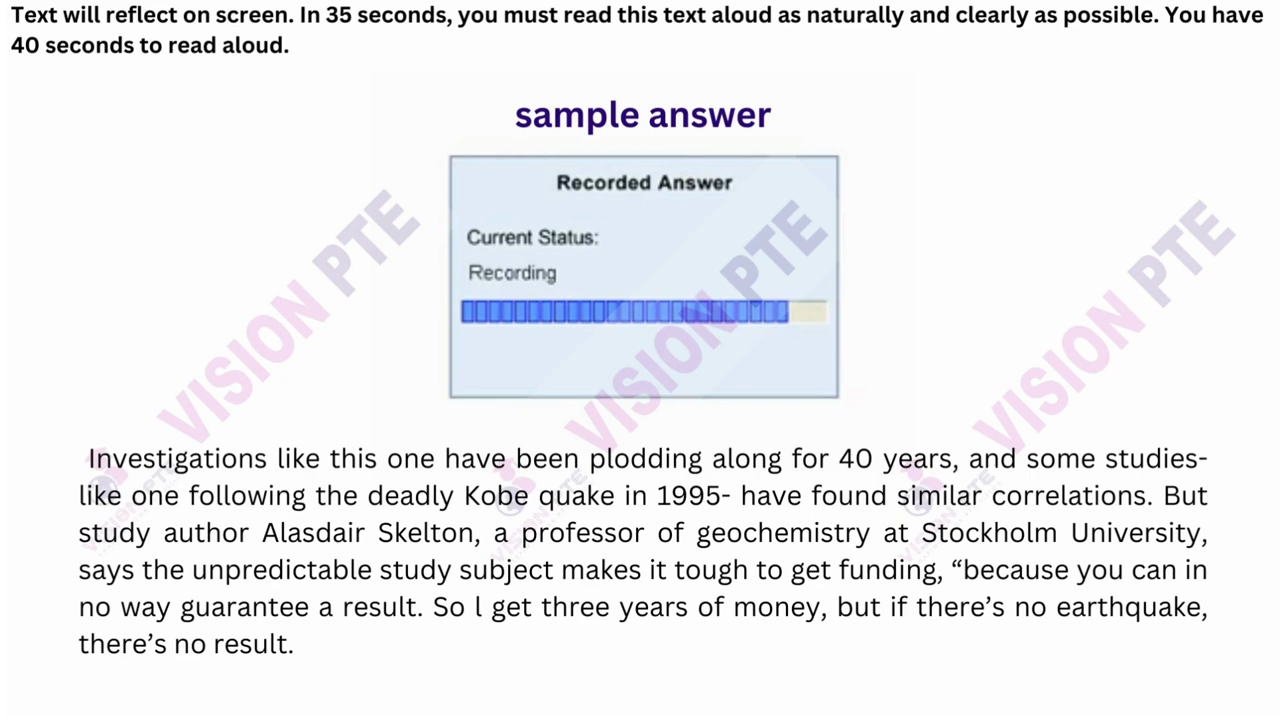 Text will reflect on screen. In 35 seconds, you must read this text aloud as naturally and clearly as possible. You have
40 seconds to read aloud.
sample answer
Recorded Answer
Current Status:
Recording
VISION PTE
VISION PTE
VISION PTE
Investigations like this one have been plodding along for 40 years, and some studies-
like one following the deadly Kobe quake in 1995- have found similar correlations. But
study author Alasdair Skelton, a professor of geochemistry at Stockholm University,
says the unpredictable study subject makes it tough to get funding, “because you can in
no way guarantee a result. So l get three years of money, but if there’s no earthquake,
there’s no result.